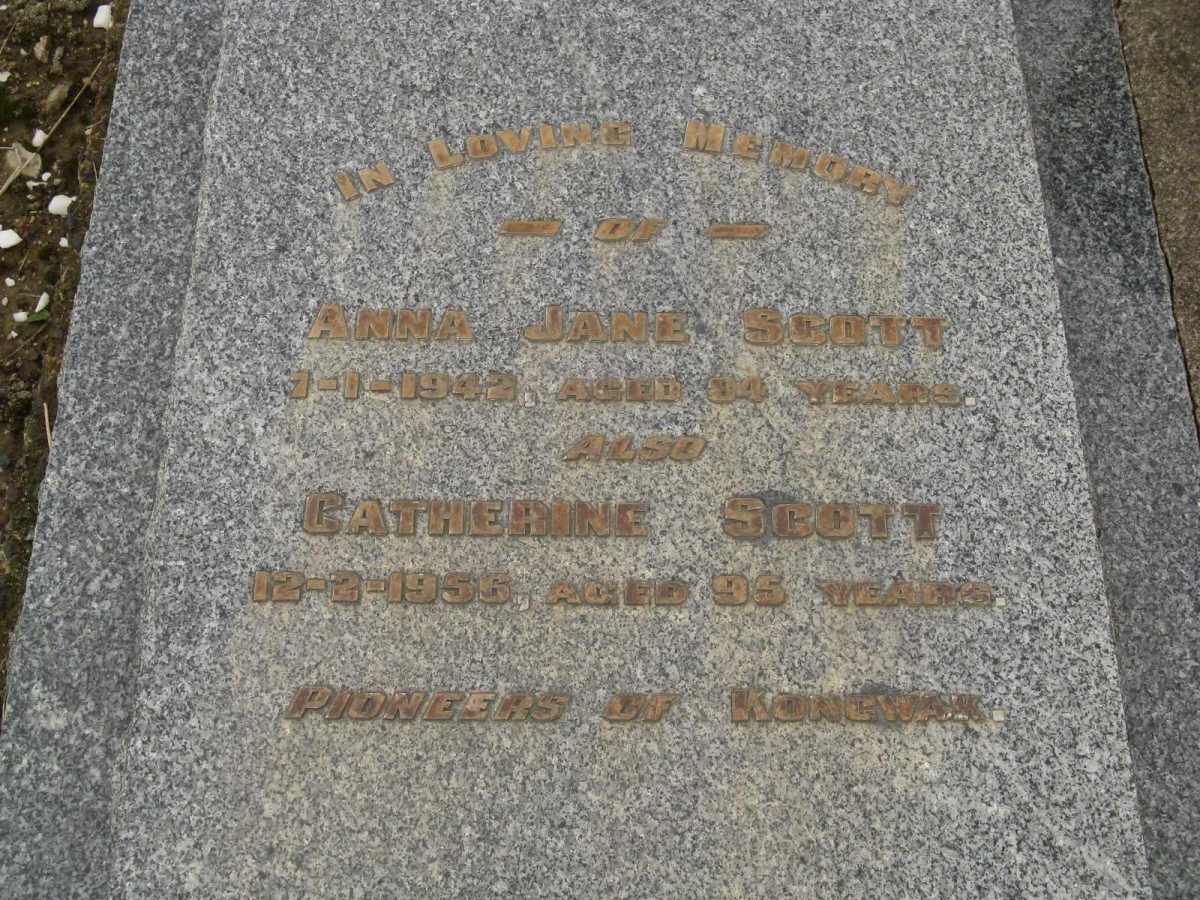 In Loving Memory
— OF —
Anna Jane Scott
7-1-1942, AGED 84 YEARS.
Also
Catherine Scott
12-2-1956, AGED 95 YEARS.
Pioneers of Kongwak.